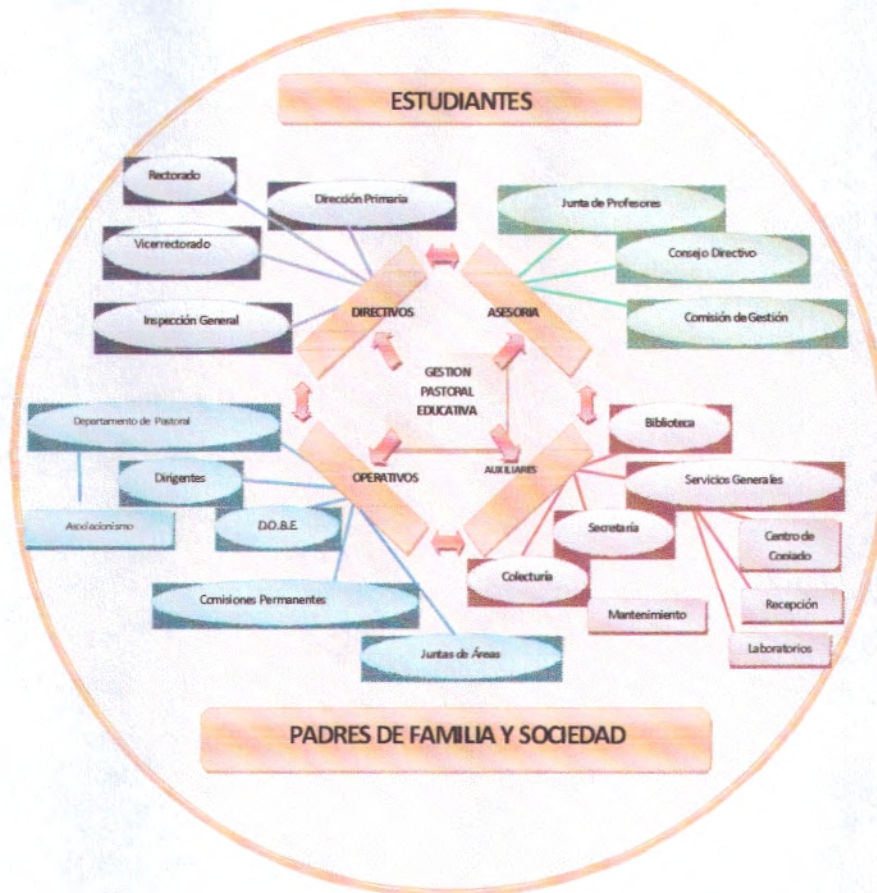 ESTUDIANTES
Rectorado
Dirección Primaria
Vicerrectorado
Inspección General
Junta de Profesores
Consejo Directivo
Comisión de Gestión
DIRECTIVOS
ASESORIA
GESTION
PASTORAL
EDUCATIVA
OPERATIVOS
AUXILIARES
Departamento de Pastoral
Asociacionismo
Dirigentes
D.O.B.E.
Comisiones Permanentes
Juntas de Áreas
Biblioteca
Servicios Generales
Secretaría
Colecturía
Centro de
Copiado
Mantenimiento
Recepción
Laboratorios
PADRES DE FAMILIA Y SOCIEDAD